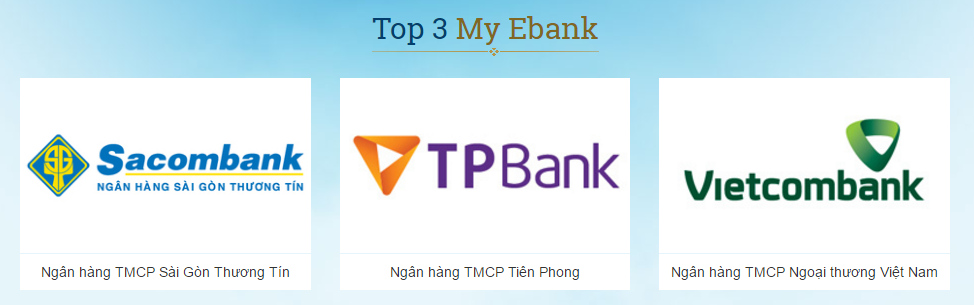 Top 3 My Ebank
Sacombank
NGÂN HÀNG SÀI GÒN THƯƠNG TÍN
TPBank
Vietcombank
Ngân hàng TMCP Sài Gòn Thương Tín
Ngân hàng TMCP Tiên Phong
Ngân hàng TMCP Ngoại thương Việt Nam